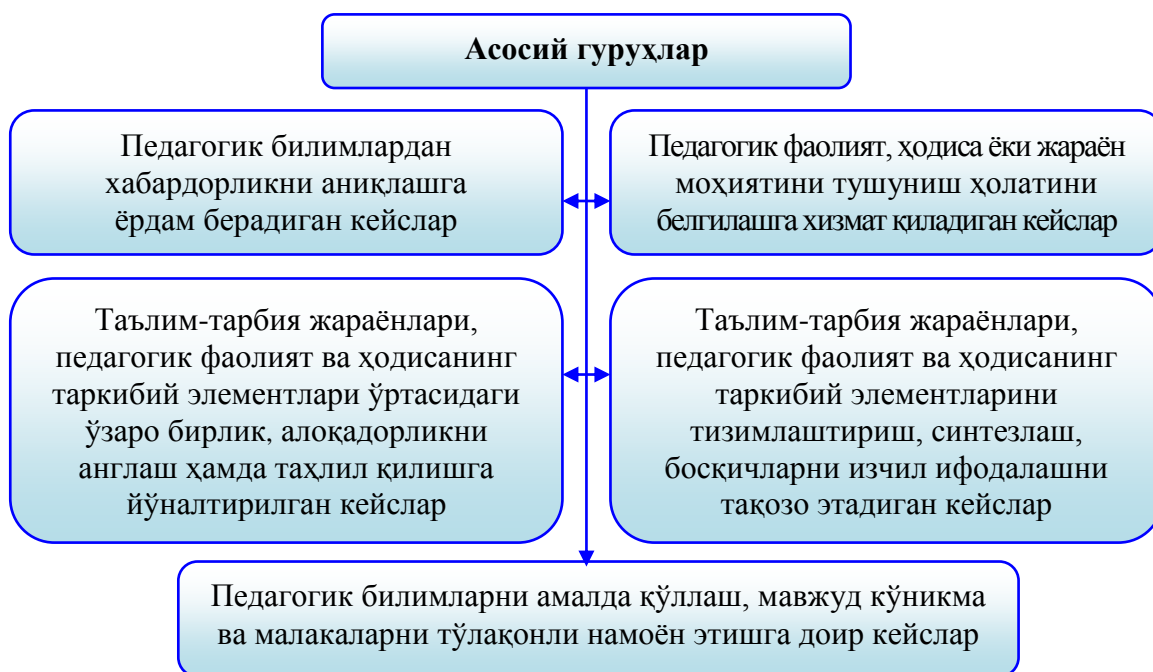 Асосий гуруҳлар
Педагогик билимлардан
хабардорликни аниқлашга
ёрдам берадиган кейслар
Педагогик фаолият, ҳодиса ёки жараён
моҳиятини тушуниш ҳолатини
белгилашга хизмат қиладиган кейслар
Таълим-тарбия жараёнлари,
педагогик фаолият ва ҳодисанинг
таркибий элементлари ўртасидаги
ўзаро бирлик, алоқадорликни
англаш ҳамда таҳлил қилишга
йўналтирилган кейслар
Таълим-тарбия жараёнлари,
педагогик фаолият ва ҳодисанинг
таркибий элементларини
тизимлаштириш, синтезлаш,
босқичларни изчил ифодалашни
тақозо этадиган кейслар
Педагогик билимларни амалда қўллаш, мавжуд кўникма
ва малакаларни тўлақонли намоён этишга доир кейслар